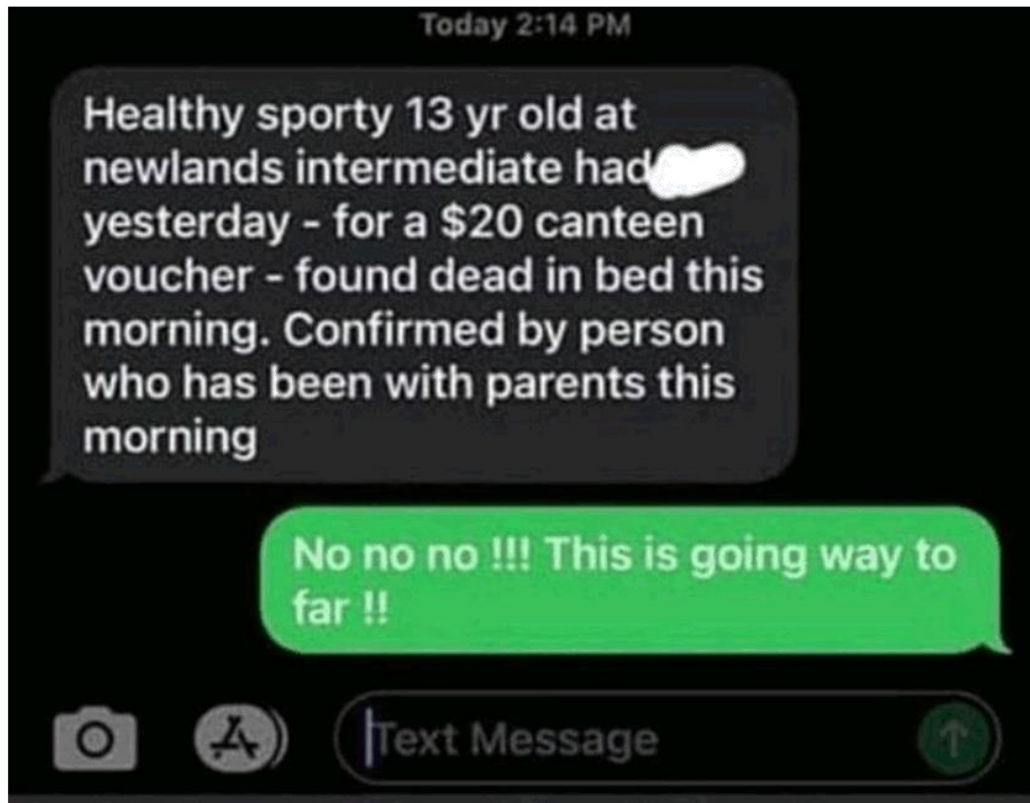 Today 2:14 PM
Healthy sporty 13 yr old at
newlands intermediate had
yesterday - for a $20 canteen
voucher - found dead in bed this
morning. Confirmed by person
who has been with parents this
morning
No no no !!! This is going way to
far !!
Text Message